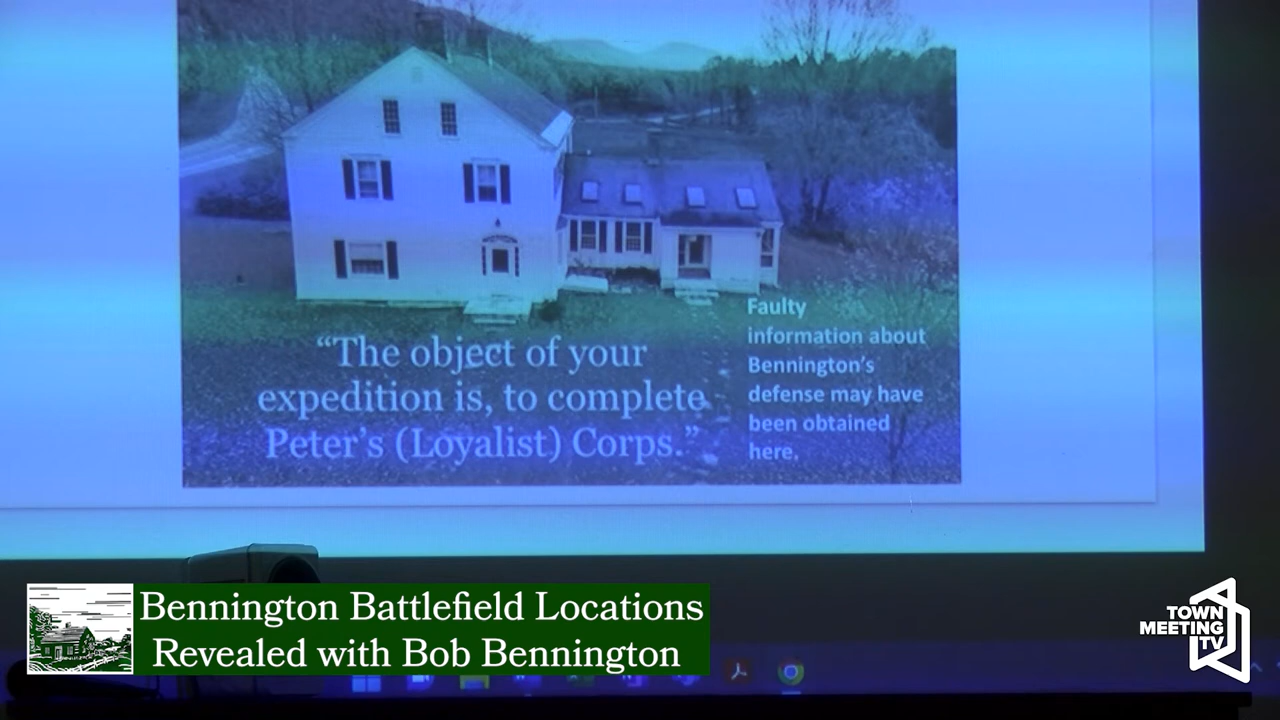 “The object of your
expedition is, to complete
Peter’s (Loyalist) Corps.”
Faulty
information about
Bennington’s
defense may have
been obtained
here.
Bennington Battlefield Locations
Revealed with Bob Bennington
TOWN
MEETING
TV